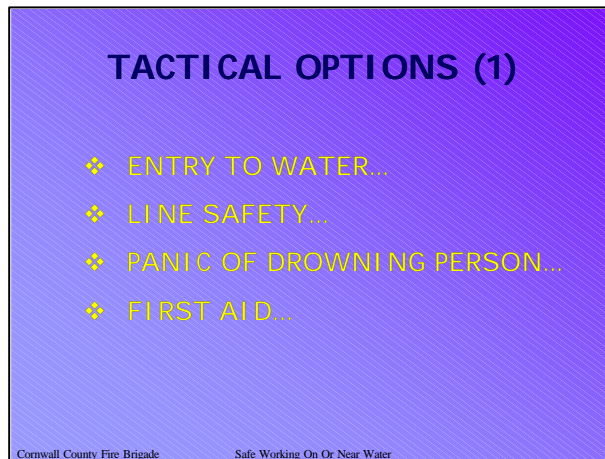 TACTICAL OPTIONS (1)
❖ ENTRY TO WATER...
❖ LINE SAFETY...
❖ PANIC OF DROWNING PERSON...
❖ FIRST AID...
Cornwall County Fire Brigade Safe Working On Or Near Water